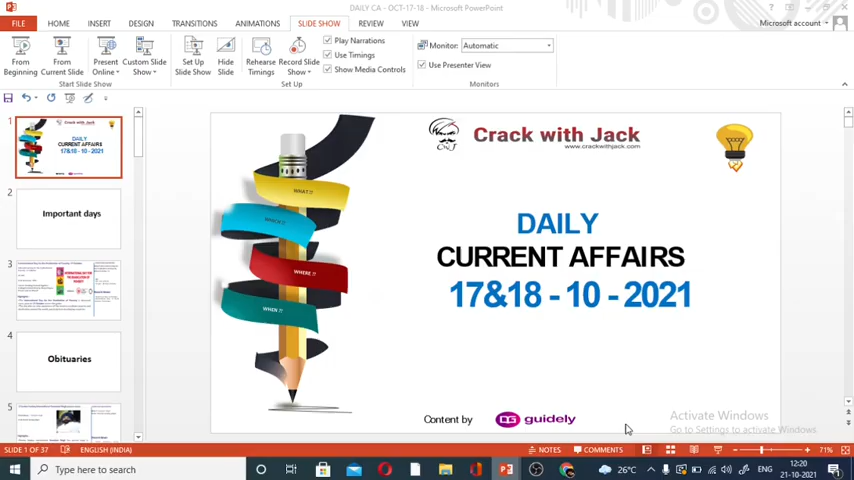 DAILY CA - OCT-17-18 - Microsoft PowerPoint
FILE HOME INSERT DESIGN TRANSITIONS ANIMATIONS SLIDE SHOW REVIEW VIEW
Microsoft account
From Beginning
From Current Slide
Present Online
Custom Slide Show
Set Up Slide Show
Hide Slide
Rehearse Timings
Record Slide Show
Play Narrations
Use Timings
Show Media Controls
Monitor: Automatic
Use Presenter View
Start Slide Show
Set Up
Monitors
1
Crack with Jack
DAILY
CURRENT AFFAIRS
17&18 - 10 - 2021
2
Important days
3
4
Obituaries
5
Crack with Jack
www.crackwithjack.com
WHAT ??
WHERE ??
WHEN ??
DAILY
CURRENT AFFAIRS
17&18 - 10 - 2021
Content by guidely
Activate Windows
Go to Settings to activate Windows.
SLIDE 1 OF 37 ENGLISH (INDIA)
NOTES COMMENTS 71%
Type here to search
26°C
ENG
12:20
21-10-2021